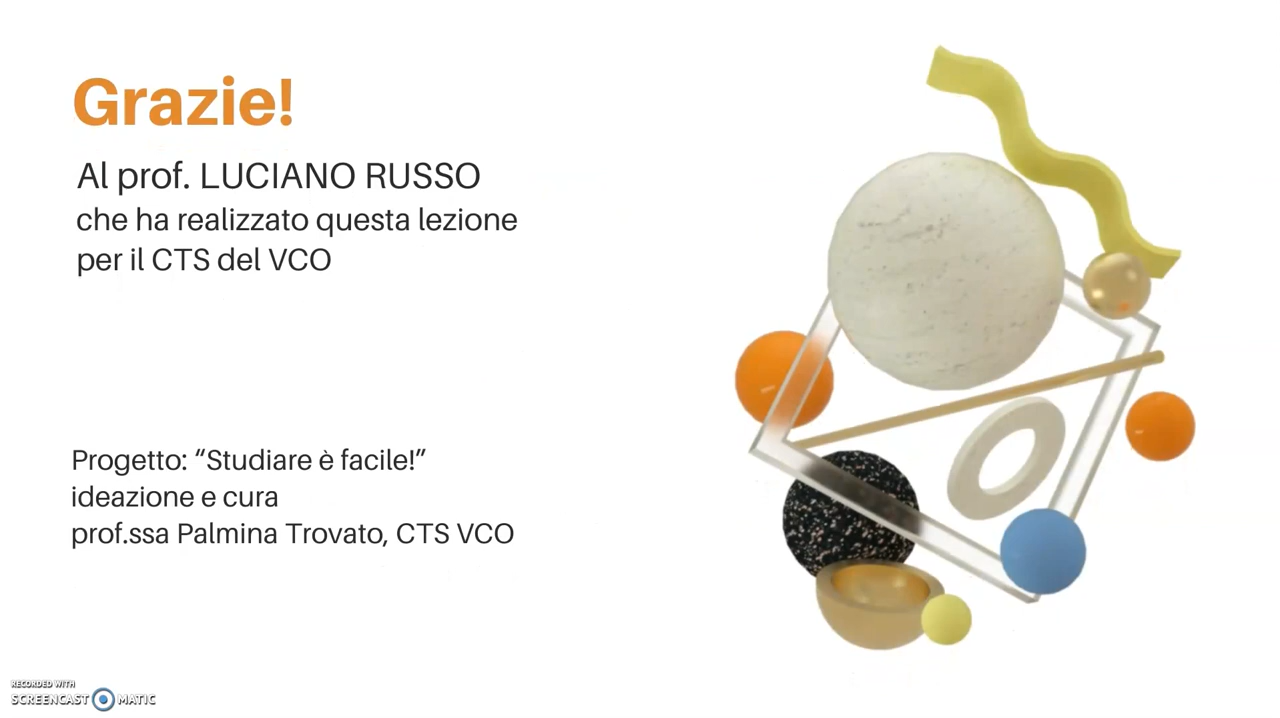 Grazie!
Al prof. LUCIANO RUSSO
che ha realizzato questa lezione
per il CTS del VCO
Progetto: “Studiare è facile!”
ideazione e cura
prof.ssa Palmina Trovato, CTS VCO
RECORDED WITH
SCREENCAST MATIC